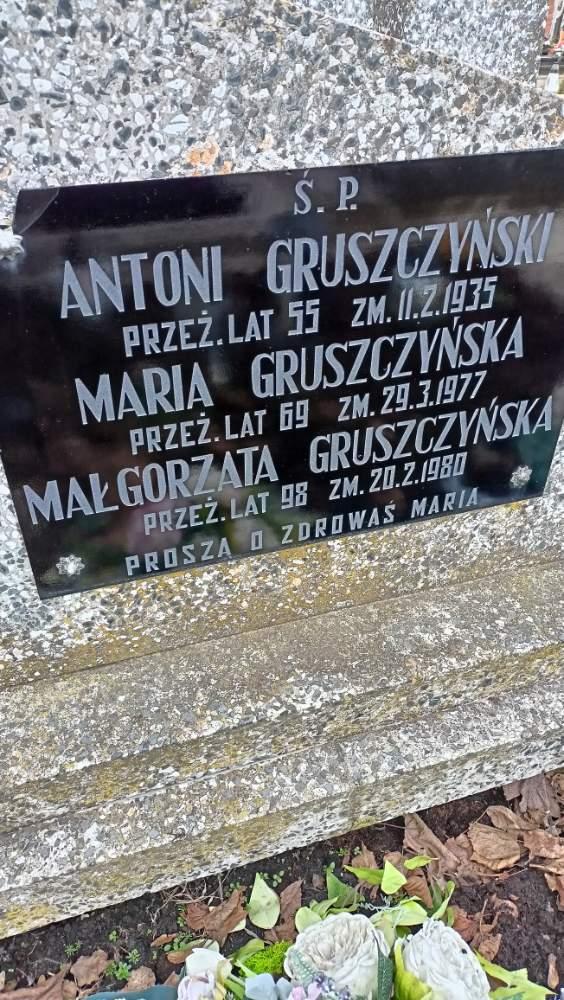 Ś. P.
ANTONI GRUSZCZYŃSKI
PRZEŻ. LAT 55 ZM. 11.2.1935
MARIA GRUSZCZYŃSKA
PRZEŻ. LAT 69 ZM. 29.3.1977
MAŁGORZATA GRUSZCZYŃSKA
PRZEŻ. LAT 98 ZM. 20.2.1980
PROSZĄ O ZDROWAŚ MARIA